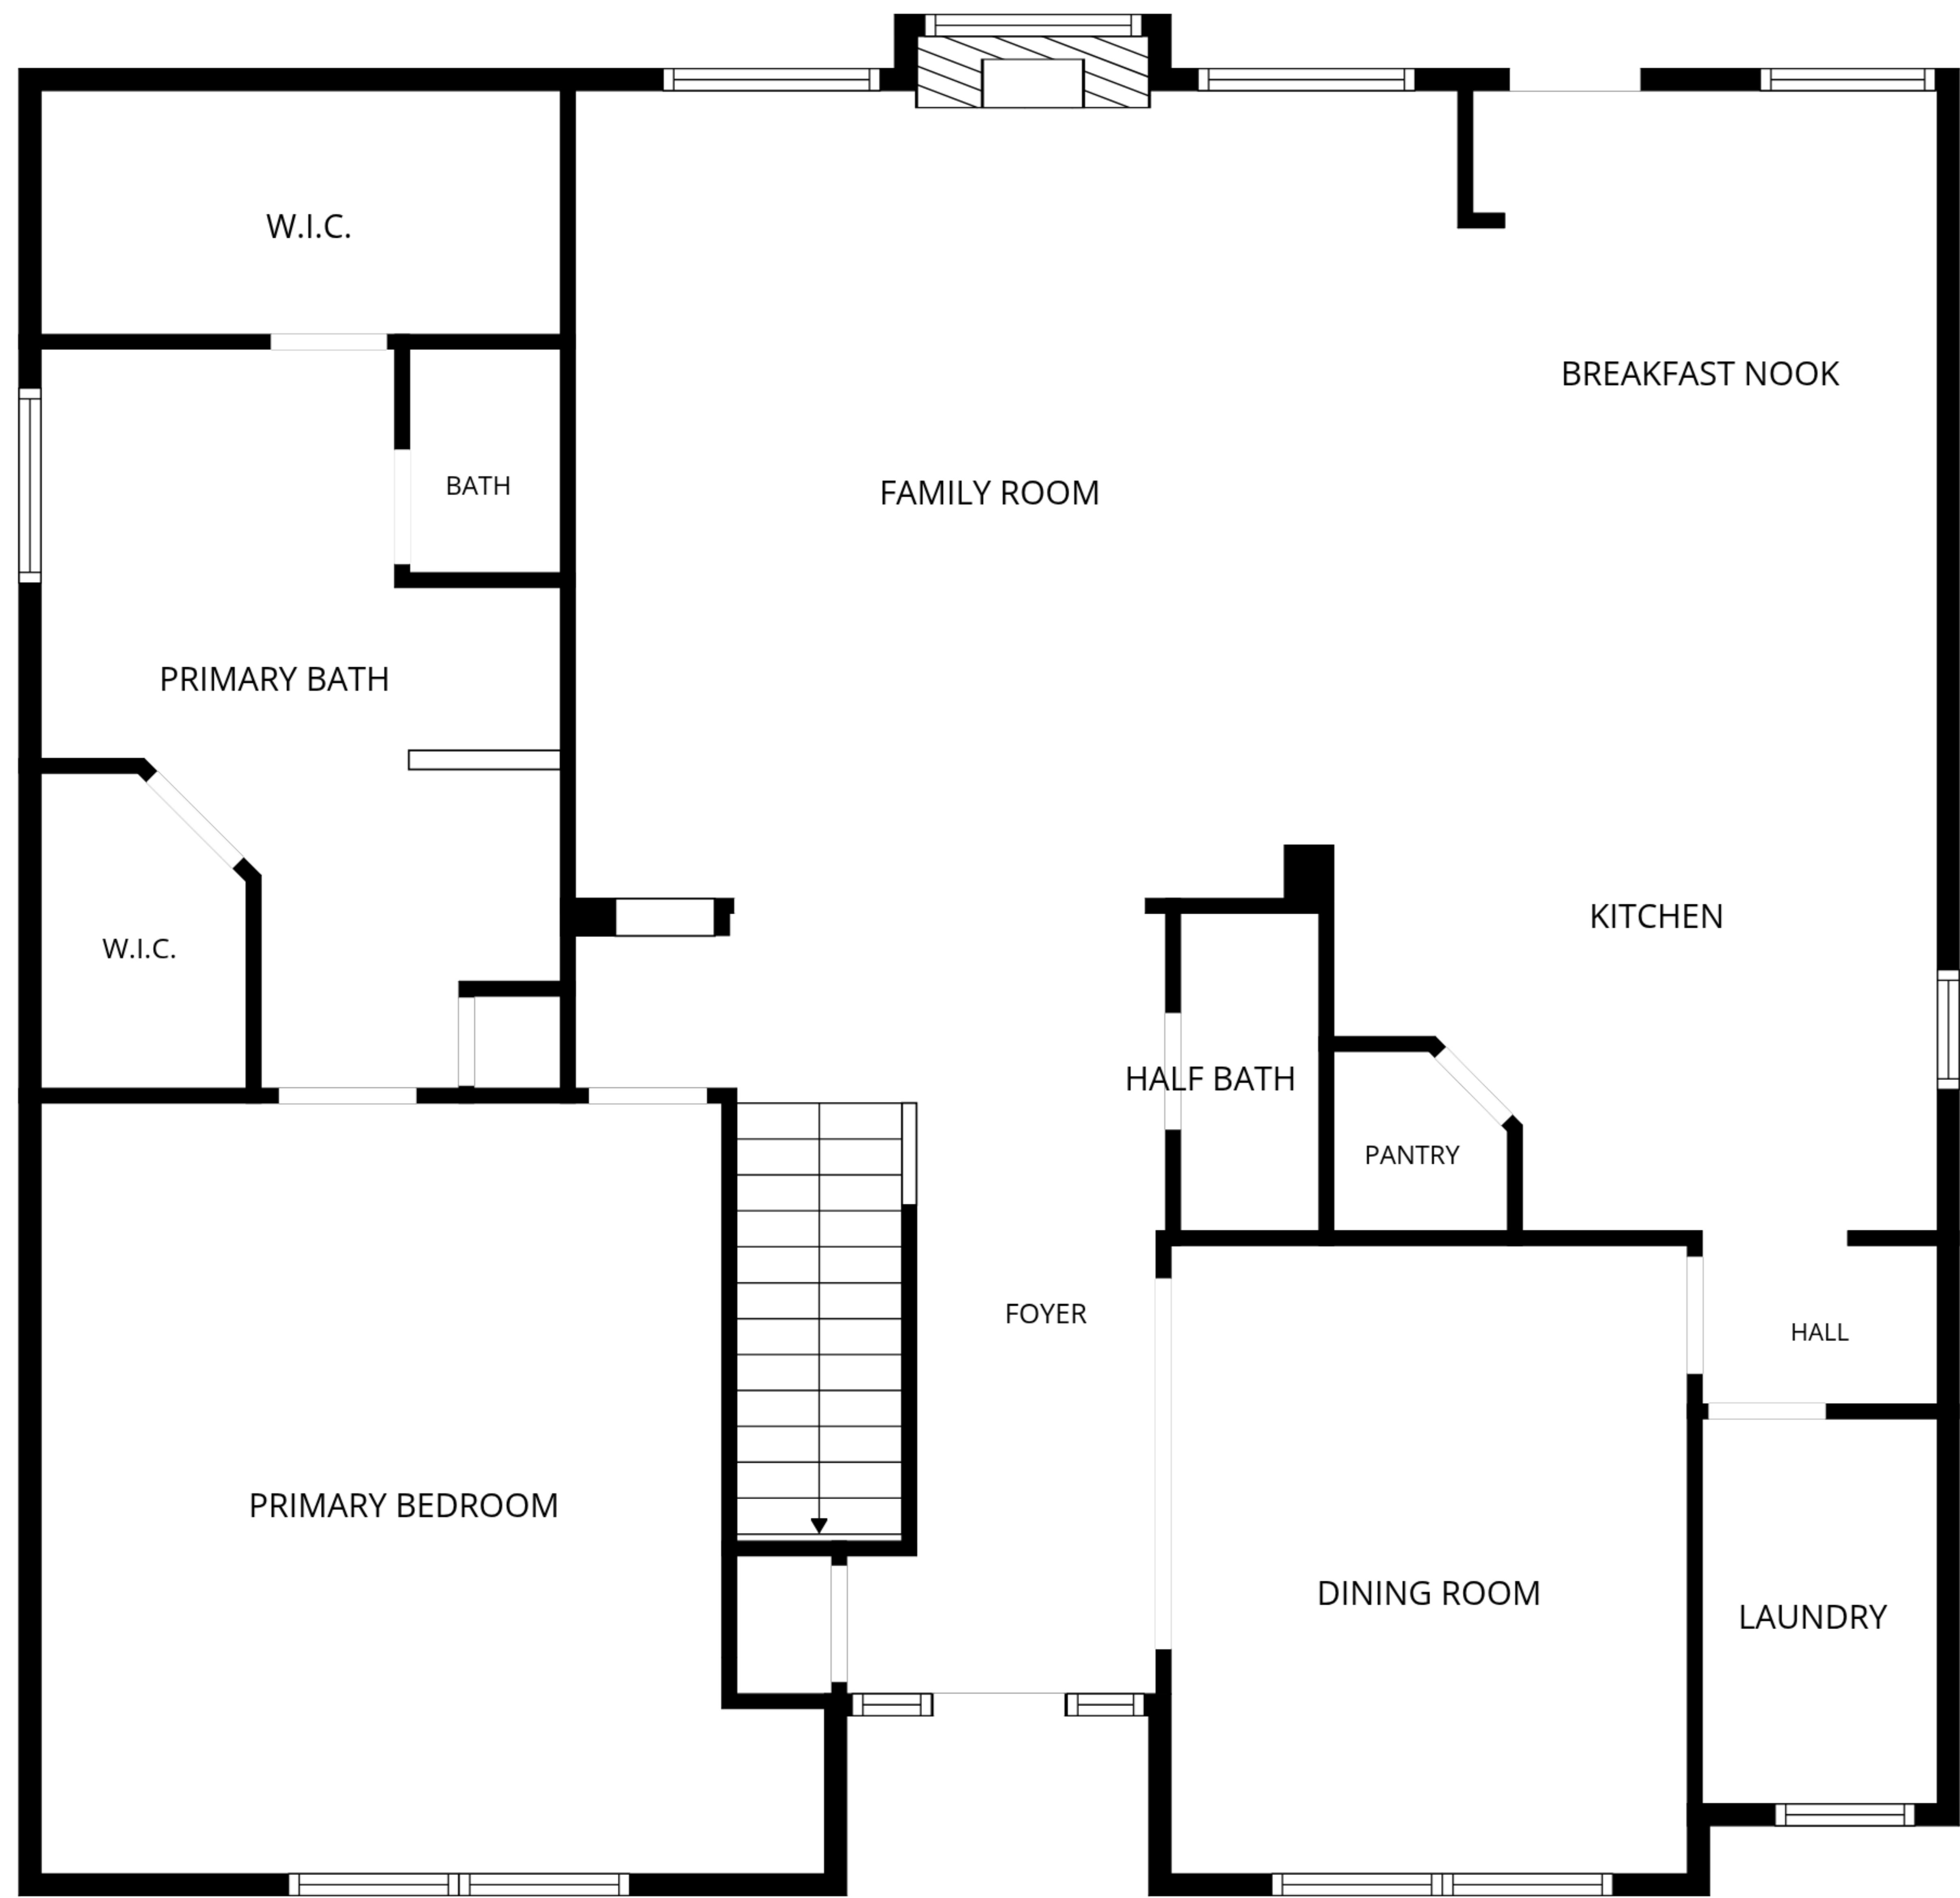 W.I.C.
BREAKFAST NOOK
BATH
FAMILY ROOM
PRIMARY BATH
KITCHEN
W.I.C.
HALF BATH
PANTRY
FOYER
HALL
PRIMARY BEDROOM
DINING ROOM
LAUNDRY